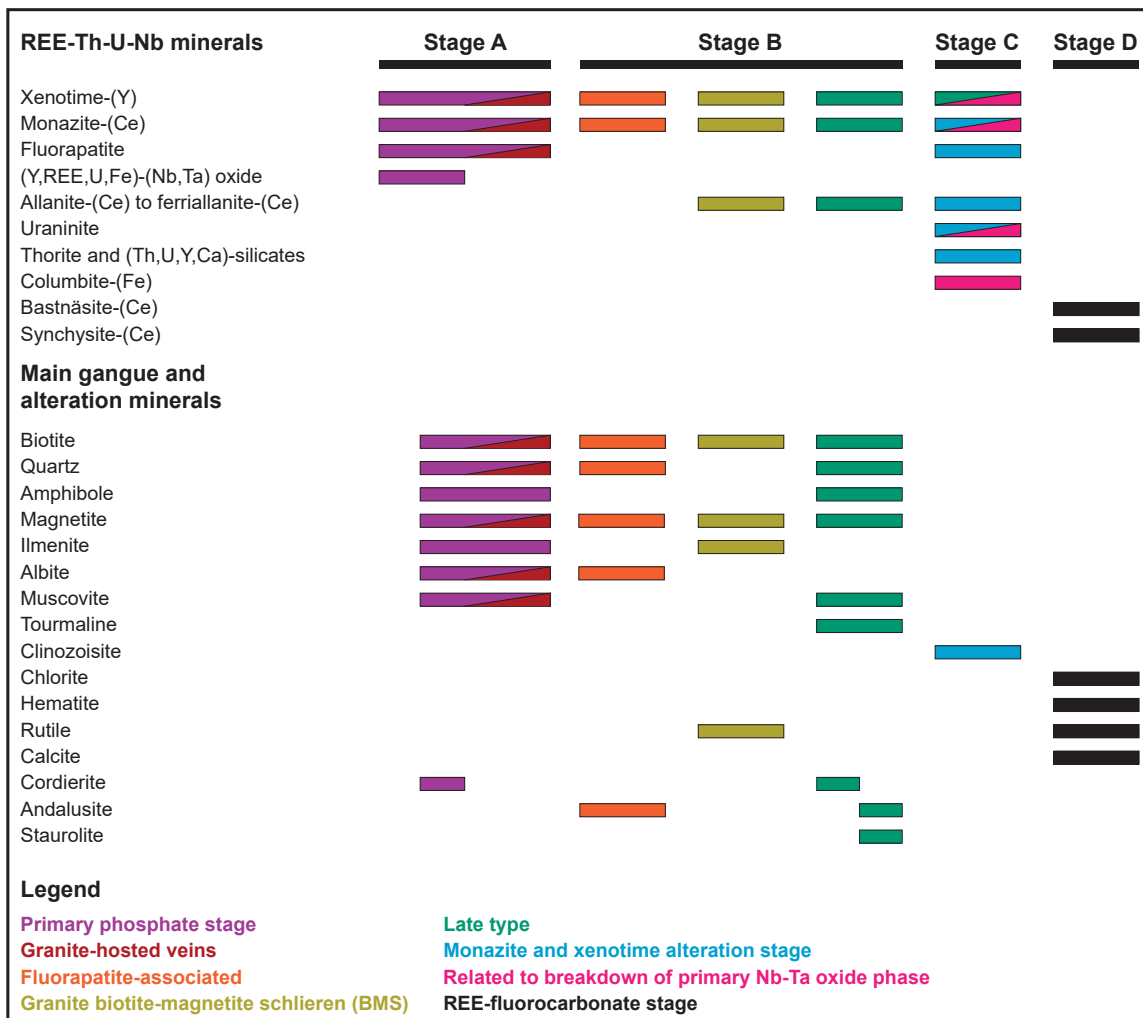 REE-Th-U-Nb minerals Stage A Stage B Stage C Stage D
Xenotime-(Y)
Monazite-(Ce)
Fluorapatite
(Y,REE,U,Fe)-(Nb,Ta) oxide
Allanite-(Ce) to ferriallanite-(Ce)
Uraninite
Thorite and (Th,U,Y,Ca)-silicates
Columbite-(Fe)
Bastnäsite-(Ce)
Synchysite-(Ce)
Main gangue and
alteration minerals
Biotite
Quartz
Amphibole
Magnetite
Ilmenite
Albite
Muscovite
Tourmaline
Clinozoisite
Chlorite
Hematite
Rutile
Calcite
Cordierite
Andalusite
Staurolite
Legend
Primary phosphate stage
Granite-hosted veins
Fluorapatite-associated
Granite biotite-magnetite schlieren (BMS)
Late type
Monazite and xenotime alteration stage
Related to breakdown of primary Nb-Ta oxide phase
REE-fluorocarbonate stage